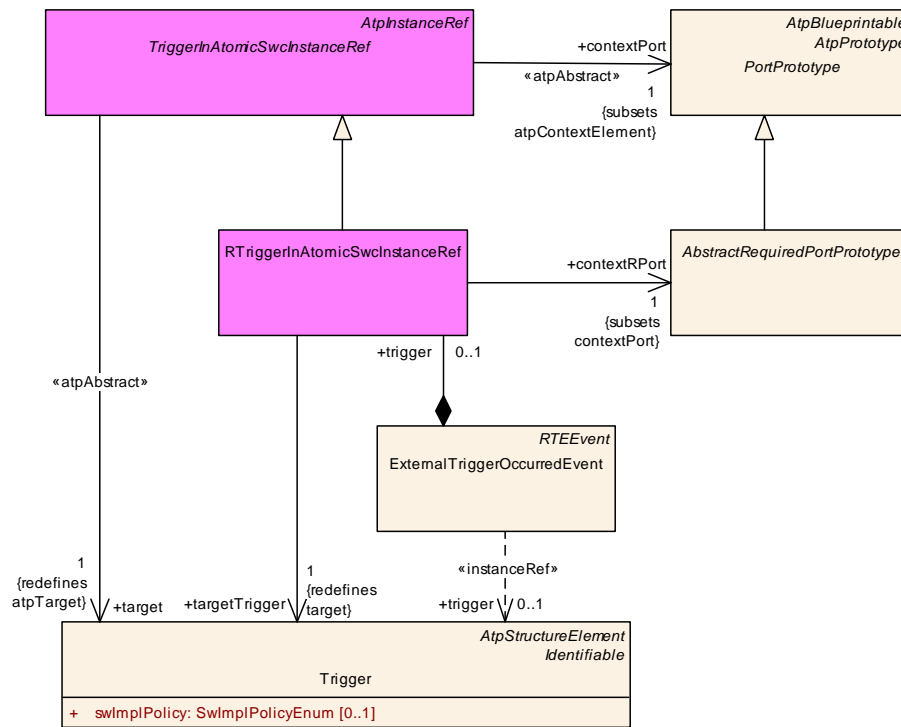 AtpInstanceRef
TriggerInAtomicSwcInstanceRef
+contextPort
«atpAbstract»
1
{subsets
atpContextElement}
AtpBlueprintable
AtpPrototype
PortPrototype
RTriggerInAtomicSwcInstanceRef
+contextRPort
1
{subsets
contextPort}
AbstractRequiredPortPrototype
+trigger 0..1
«atpAbstract»
RTEEvent
ExternalTriggerOccurredEvent
«instanceRef»
1
{redefines
atpTarget}
+target
+targetTrigger
1
{redefines
target}
+trigger 0..1
AtpStructureElement
Identifiable
Trigger
+ swImplPolicy: SwImplPolicyEnum [0..1]